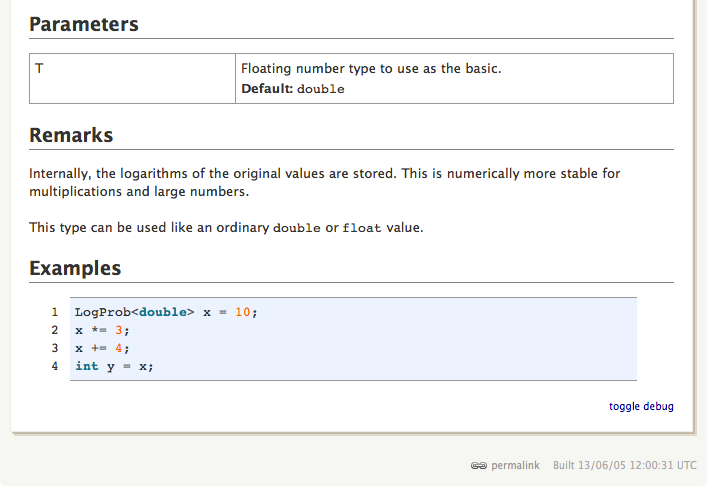 Parameters
T
Floating number type to use as the basic.
Default: double
Remarks
Internally, the logarithms of the original values are stored. This is numerically more stable for
multiplications and large numbers.
This type can be used like an ordinary double or float value.
Examples
1 LogProb<double> x = 10;
2 x *= 3;
3 x += 4;
4 int y = x;
toggle debug
permalink Built 13/06/05 12:00:31 UTC